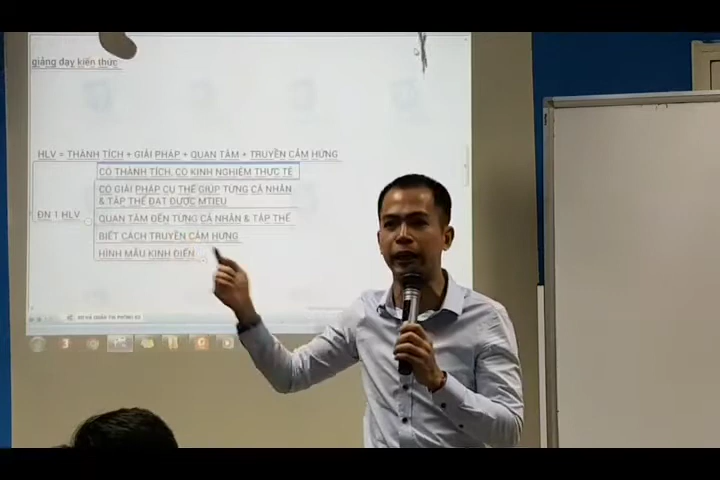 giảng dạy kiến thức
HLV = THÀNH TÍCH + GIẢI PHÁP + QUAN TÂM + TRUYỀN CẢM HỨNG
CÓ THÀNH TÍCH, CÓ KINH NGHIỆM THỰC TẾ
CÓ GIẢI PHÁP CỤ THỂ GIÚP TỪNG CÁ NHÂN
& TẬP THỂ ĐẠT ĐƯỢC MTIEU
ĐN 1 HLV
QUAN TÂM ĐẾN TỪNG CÁ NHÂN & TẬP THỂ
BIẾT CÁCH TRUYỀN CẢM HỨNG
HÌNH MẪU KINH ĐIỂN